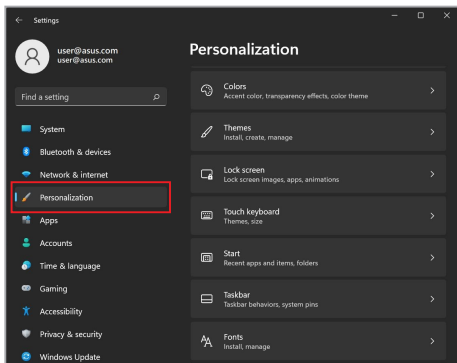 Settings
user@asus.com
user@asus.com
Find a setting
System
Bluetooth & devices
Network & internet
Personalization
Apps
Accounts
Time & language
Gaming
Accessibility
Privacy & security
Windows Update
Personalization
Colors
Accent color, transparency effects, color theme
Themes
Install, create, manage
Lock screen
Lock screen images, apps, animations
Touch keyboard
Themes, size
Start
Recent apps and items, folders
Taskbar
Taskbar behaviors, system pins
Fonts
Install, manage